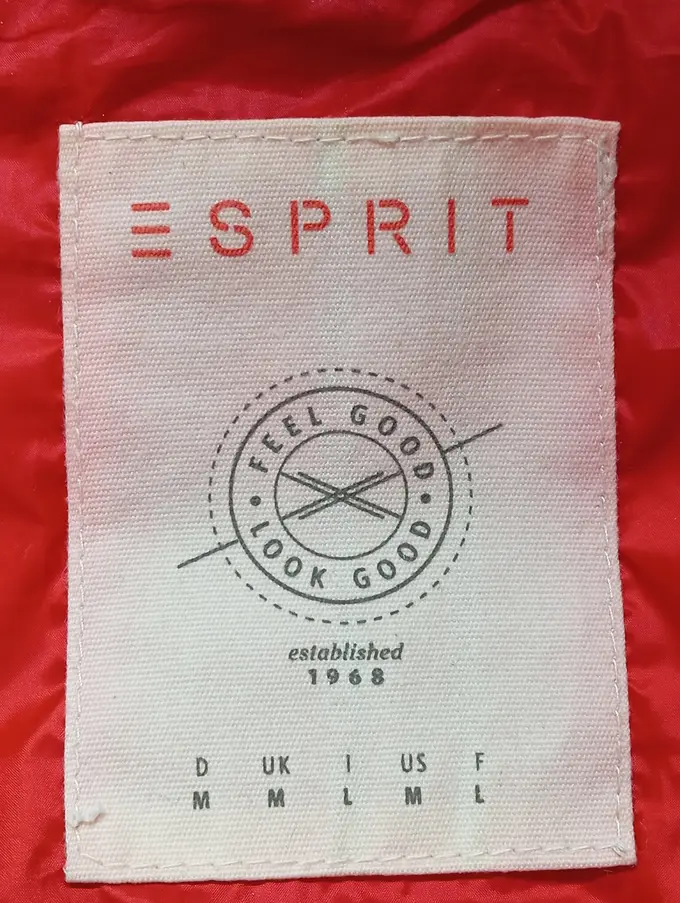 ESPRIT
FEEL GOOD
• LOOK GOOD •
established
1968
D UK I US F
M M L M L